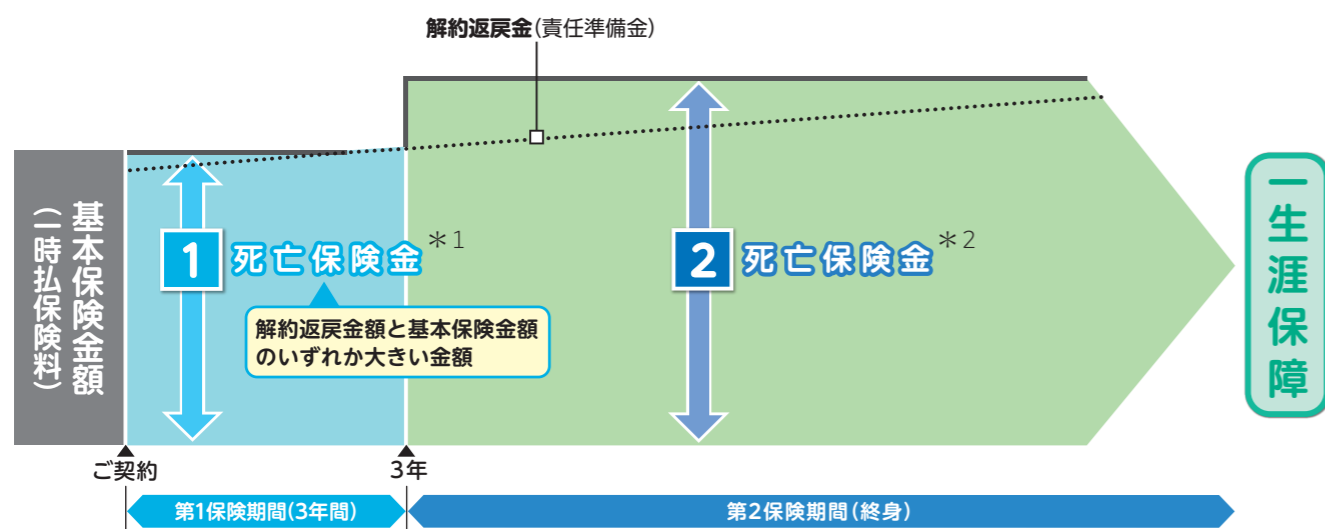 解約返戻金(責任準備金)
基本保険金額
(一時払保険料)
1 死亡保険金＊1
解約返戻金額と基本保険金額
のいずれか大きい金額
2 死亡保険金＊2
一生涯保障
ご契約
3年
第1保険期間(3年間)
第2保険期間(終身)